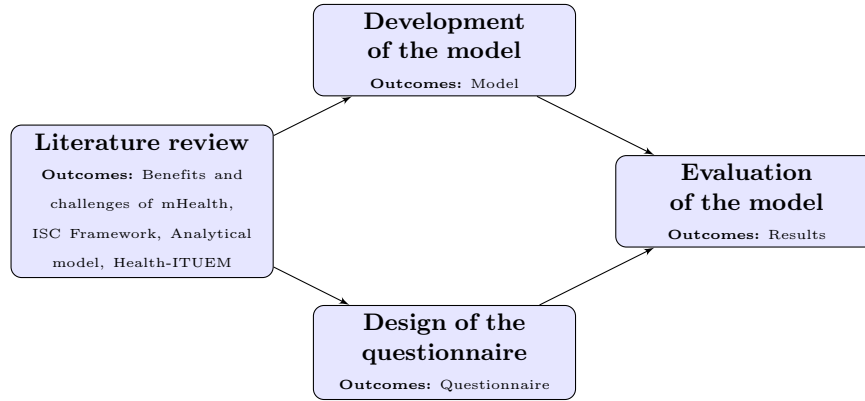 Development
of the model
Outcomes: Model
Literature review
Outcomes: Benefits and
challenges of mHealth,
ISC Framework, Analytical
model, Health-ITUEM
Evaluation
of the model
Outcomes: Results
Design of the
questionnaire
Outcomes: Questionnaire